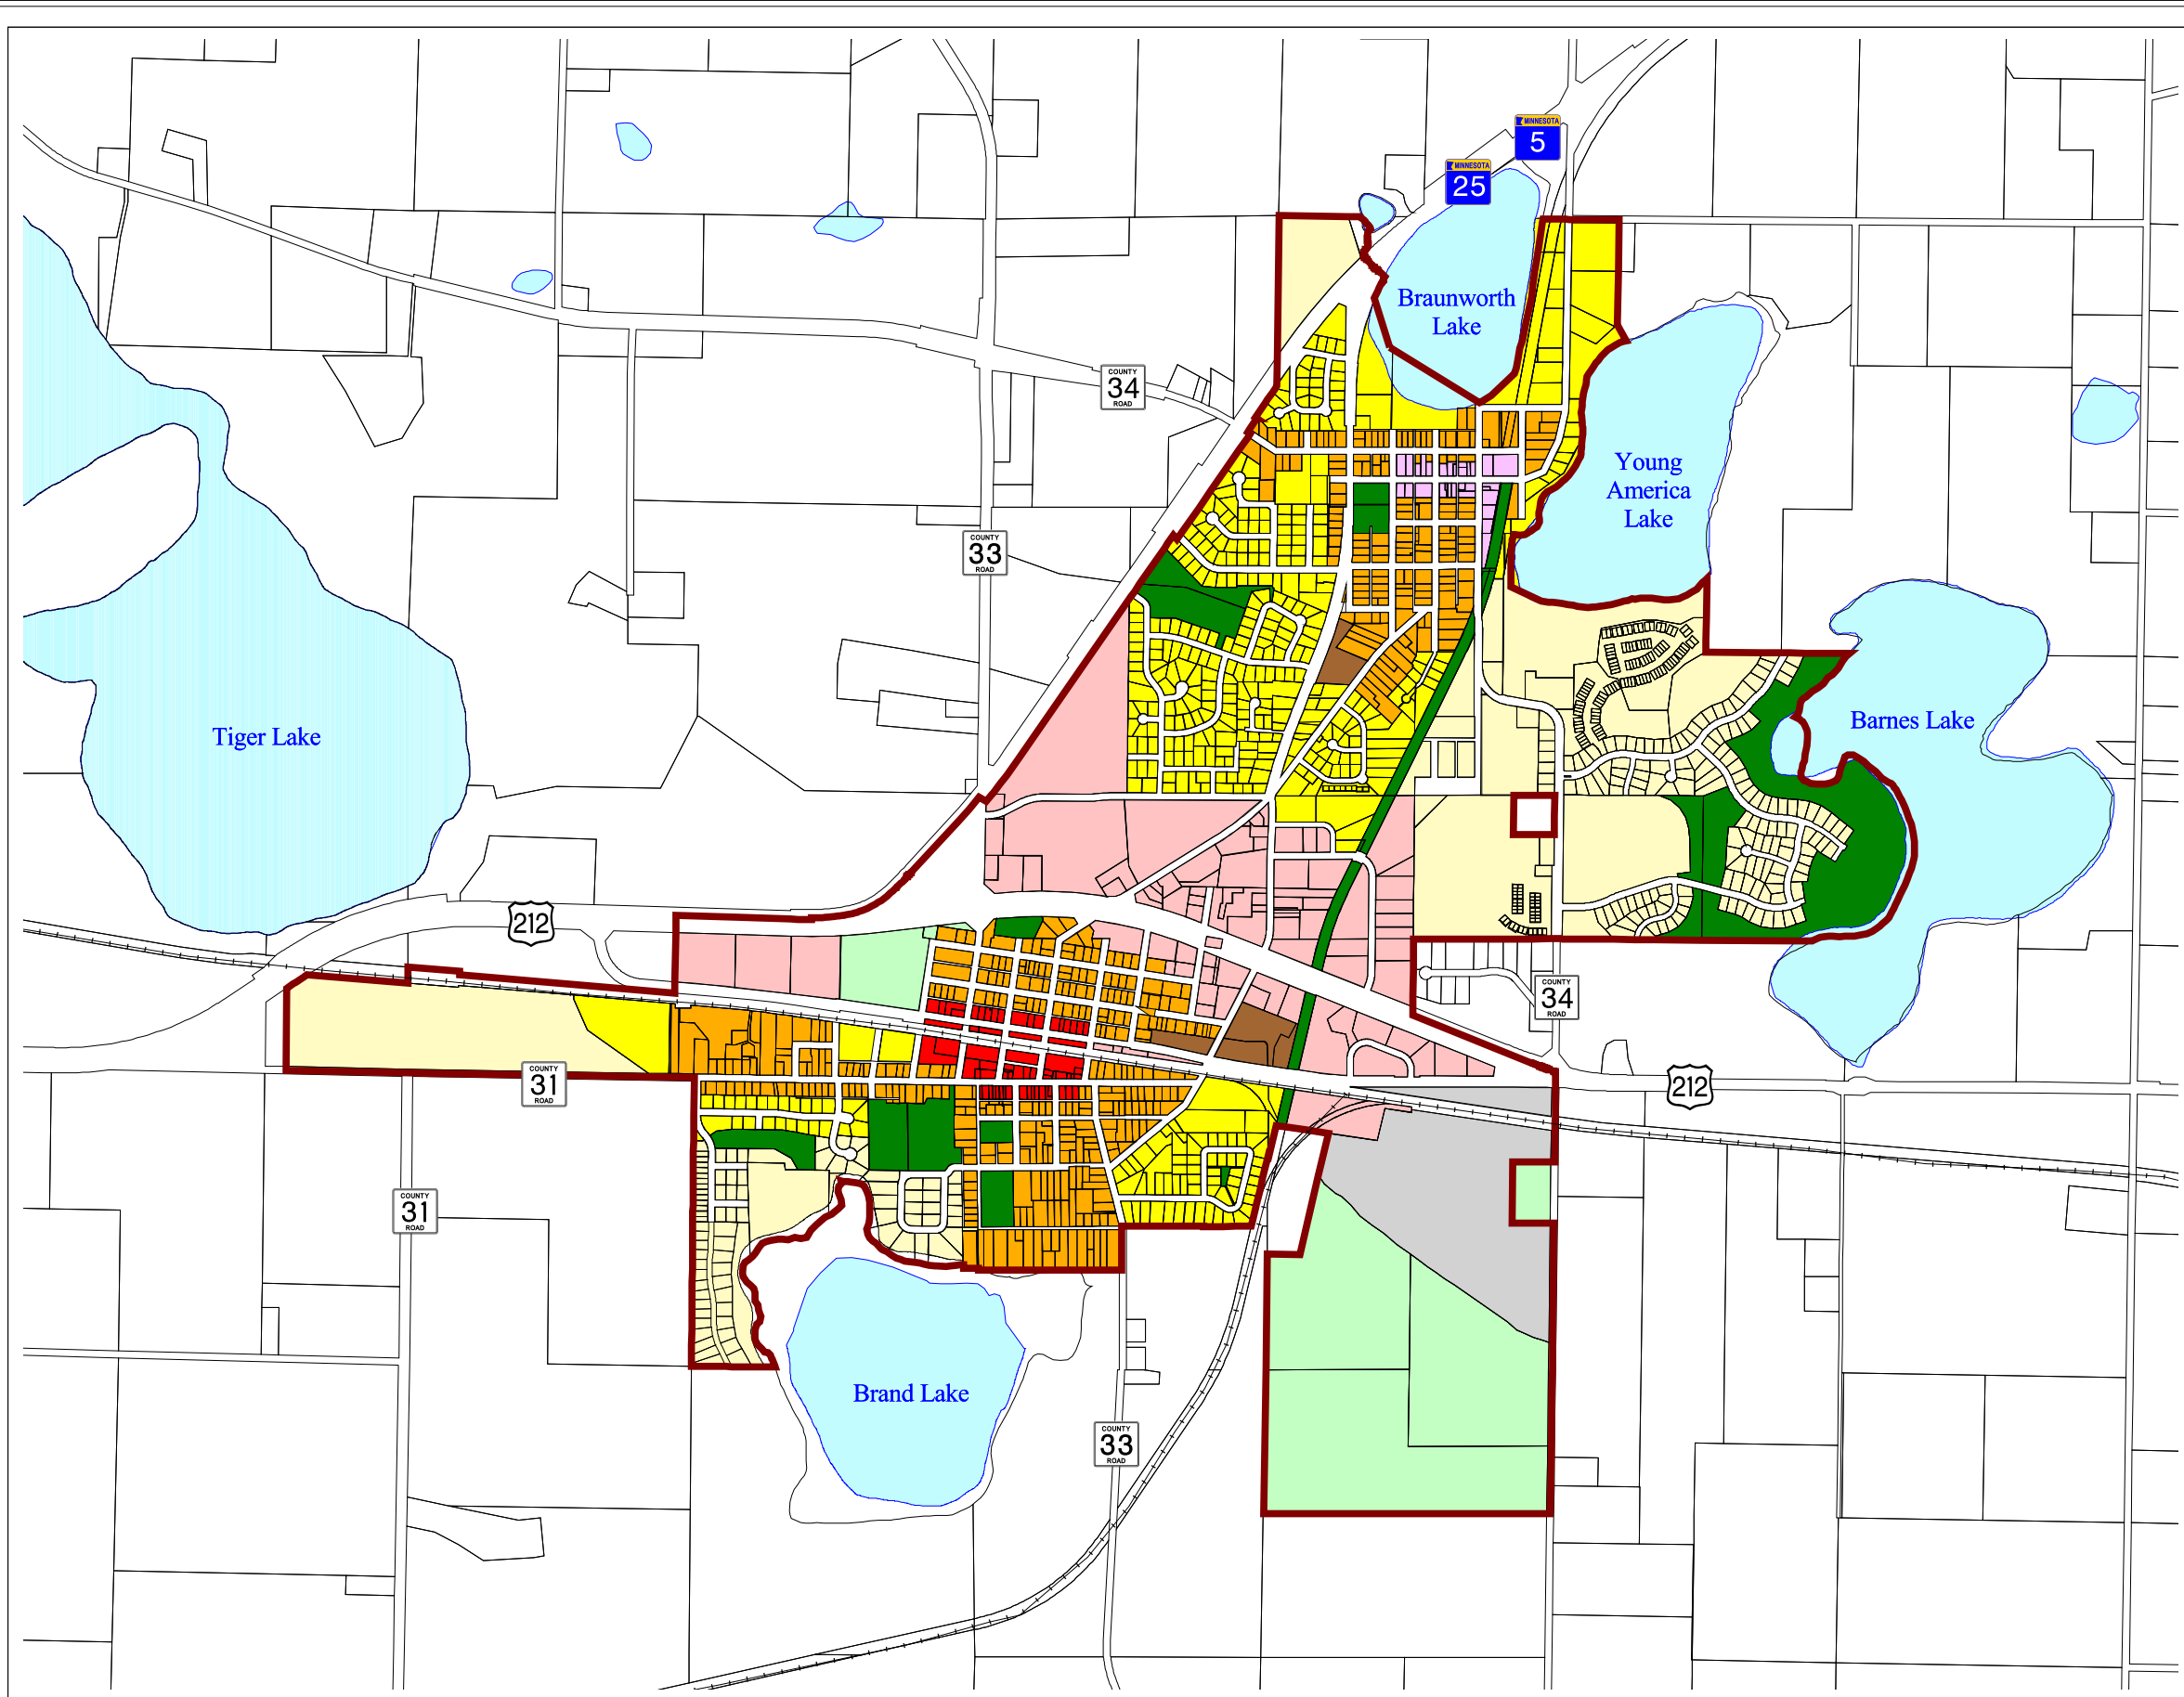 MINNESOTA
5
MINNESOTA
25
Braunworth
Lake
COUNTY
34
ROAD
Young
America
Lake
COUNTY
33
ROAD
Tiger Lake
Barnes Lake
212
COUNTY
34
ROAD
COUNTY
31
ROAD
212
COUNTY
31
ROAD
Brand Lake
COUNTY
33
ROAD